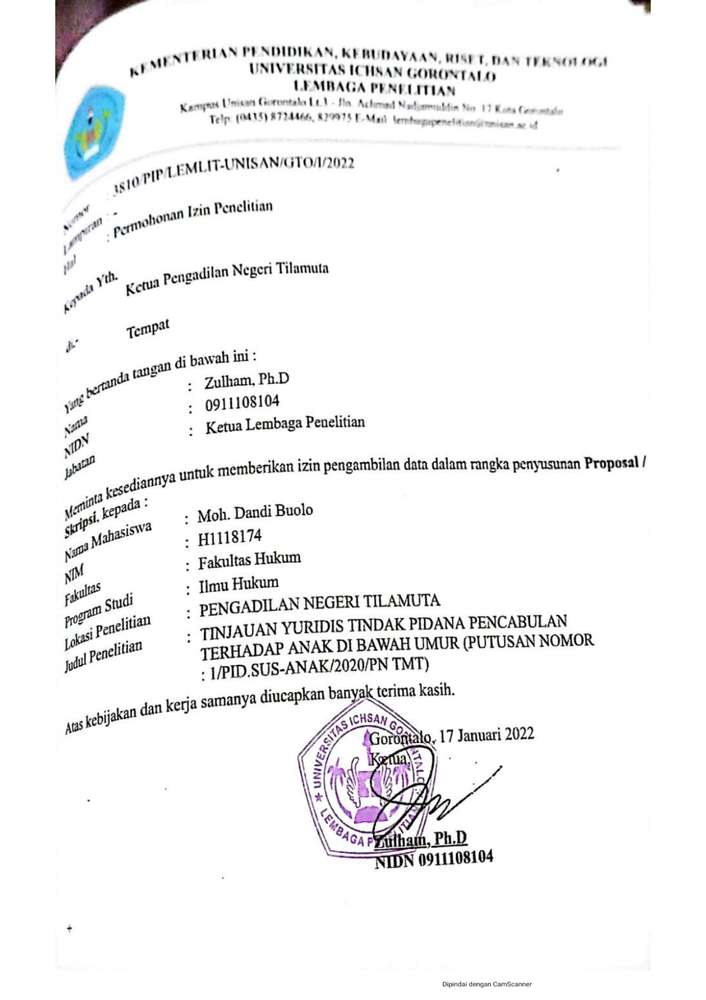 KEMENTERIAN PENDIDIKAN, KEBUDAYAAN, RISET, DAN TEKNOLOGI
UNIVERSITAS ICHSAN GORONTALO
LEMBAGA PENELITIAN
Kampus Unisan Gorontalo Lt.3 - Jln. Achmad Nadjamuddin No. 17 Kota Gorontalo
Telp: (0435) 8724466, 829975 E-Mail: lembagapenelitian@unisan.ac.id
Nomor : 3810/PIP/LEMLIT-UNISAN/GTO/I/2022
Lampiran : -
Hal : Permohonan Izin Penelitian
Kepada Yth.
Ketua Pengadilan Negeri Tilamuta
di,-
Tempat
Yang bertanda tangan di bawah ini :
Nama : Zulham, Ph.D
NIDN : 0911108104
Jabatan : Ketua Lembaga Penelitian
Meminta kesediannya untuk memberikan izin pengambilan data dalam rangka penyusunan Proposal /
Skripsi, kepada :
Nama Mahasiswa : Moh. Dandi Buolo
NIM : H1118174
Fakultas : Fakultas Hukum
Program Studi : Ilmu Hukum
Lokasi Penelitian : PENGADILAN NEGERI TILAMUTA
Judul Penelitian : TINJAUAN YURIDIS TINDAK PIDANA PENCABULAN
TERHADAP ANAK DI BAWAH UMUR (PUTUSAN NOMOR
: 1/PID.SUS-ANAK/2020/PN TMT)
Atas kebijakan dan kerja samanya diucapkan banyak terima kasih.
Gorontalo, 17 Januari 2022
Ketua,
UNIVERSITAS ICHSAN GORONTALO
LEMBAGA PENELITIAN
Zulham, Ph.D
NIDN 0911108104
Dipindai dengan CamScanner